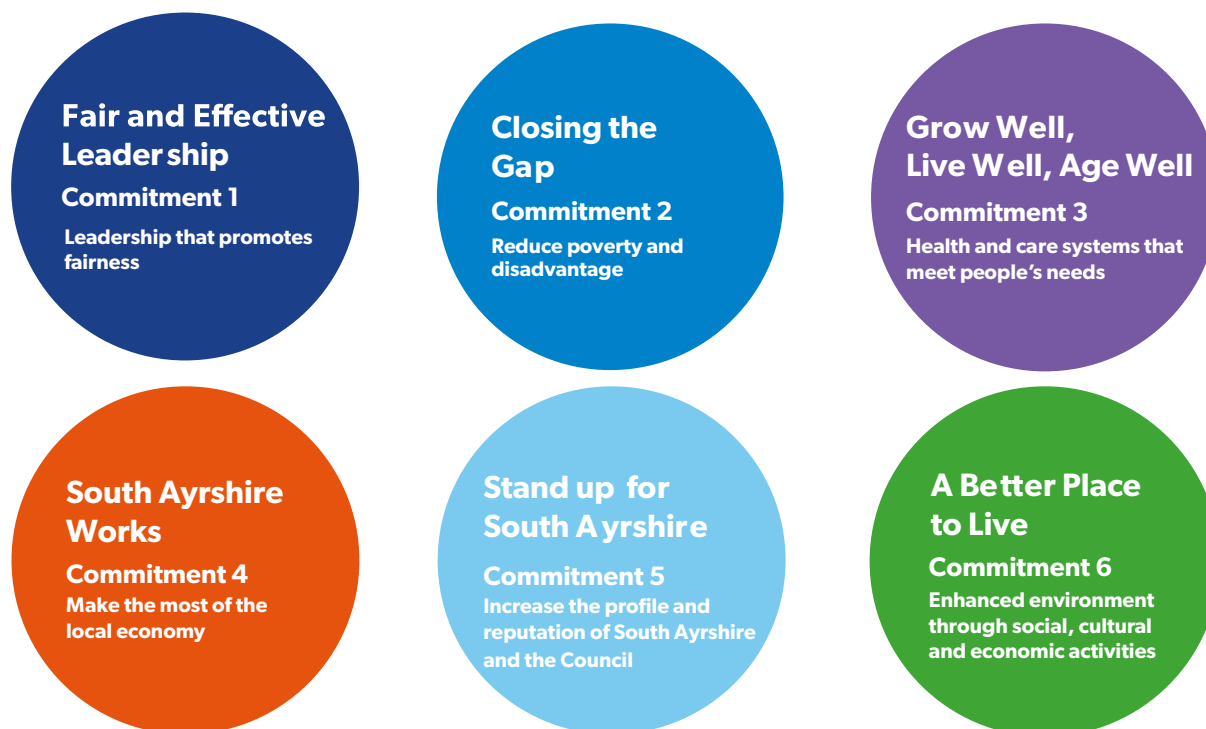 Fair and Effective
Leadership
Commitment 1
Leadership that promotes
fairness
Closing the
Gap
Commitment 2
Reduce poverty and
disadvantage
Grow Well,
Live Well, Age Well
Commitment 3
Health and care systems that
meet people's needs
South Ayrshire
Works
Commitment 4
Make the most of the
local economy
Stand up for
South Ayrshire
Commitment 5
Increase the profile and
reputation of South Ayrshire
and the Council
A Better Place
to Live
Commitment 6
Enhanced environment
through social, cultural
and economic activities